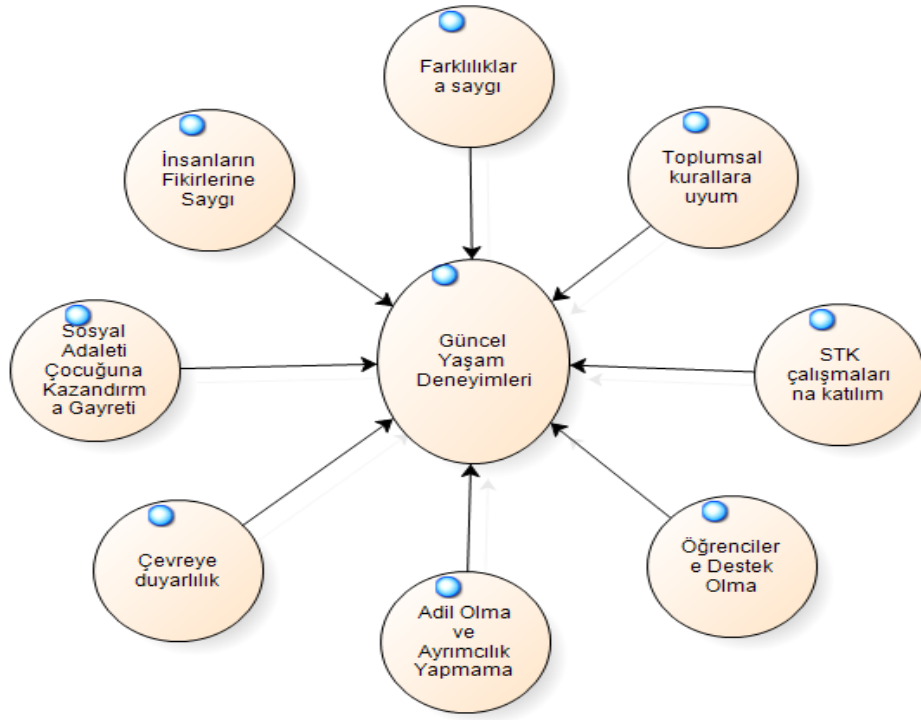 Farklılıklar
a saygı
İnsanların
Fikirlerine
Saygı
Toplumsal
kurallara
uyum
Sosyal
Adaleti
Çocuğuna
Kazandırm
a Gayreti
Güncel
Yaşam
Deneyimleri
STK
çalışmaları
na katılım
Çevreye
duyarlılık
Adil Olma
ve
Ayrımcılık
Yapmama
Öğrenciler
e Destek
Olma